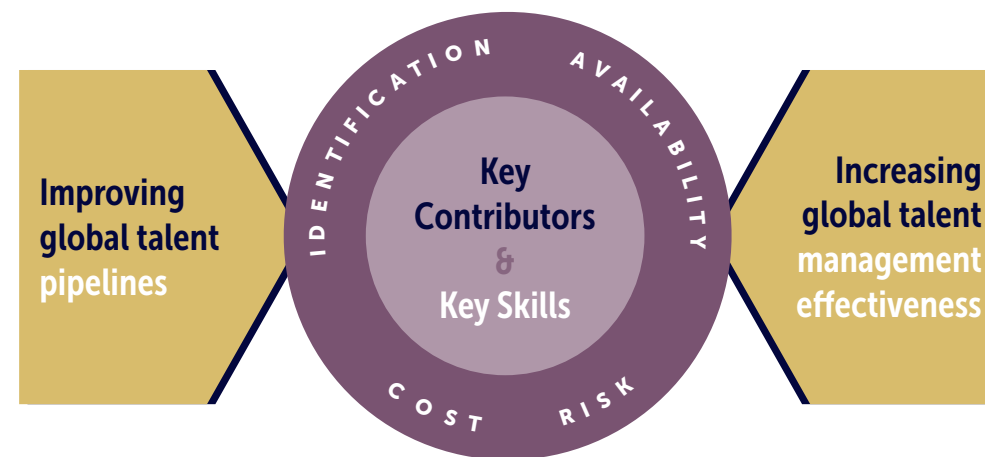 Improving
global talent
pipelines
IDENTIFICATION
AVAILABILITY
Key
Contributors
&
Key Skills
COST
RISK
Increasing
global talent
management
effectiveness